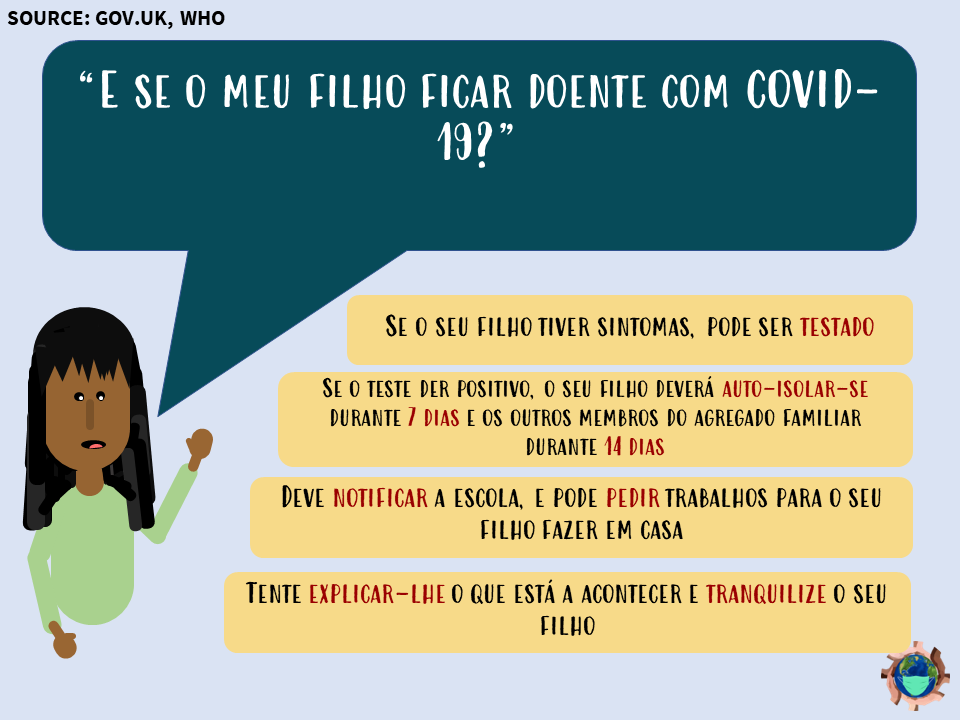 SOURCE: GOV.UK, WHO
“E SE O MEU FILHO FICAR DOENTE COM COVID-
19?”
SE O SEU FILHO TIVER SINTOMAS, PODE SER TESTADO
SE O TESTE DER POSITIVO, O SEU FILHO DEVERÁ AUTO-ISOLAR-SE
DURANTE 7 DIAS E OS OUTROS MEMBROS DO AGREGADO FAMILIAR
DURANTE 14 DIAS
DEVE NOTIFICAR A ESCOLA, E PODE PEDIR TRABALHOS PARA O SEU
FILHO FAZER EM CASA
TENTE EXPLICAR-LHE O QUE ESTÁ A ACONTECER E TRANQUILIZE O SEU
FILHO